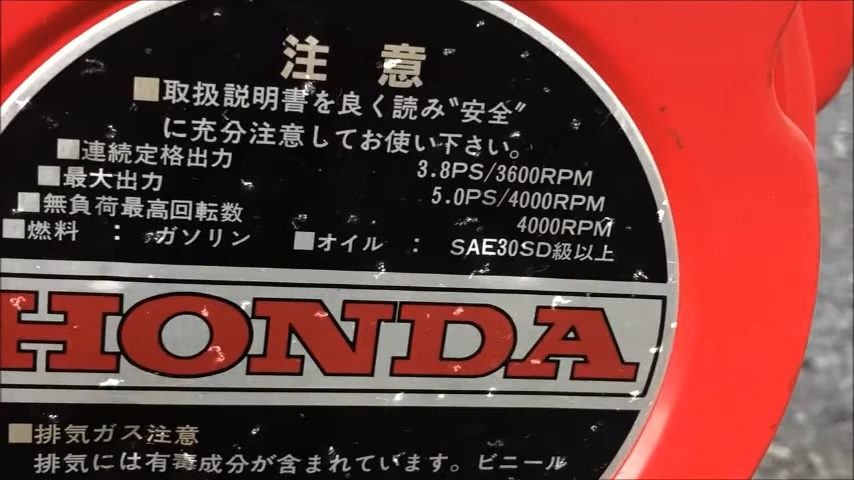 注 意
■取扱説明書を良く読み〝安全〞
に充分注意してお使い下さい。
■連続定格出力 3.8PS/3600RPM
■最大出力 5.0PS/4000RPM
■無負荷最高回転数 4000RPM
■燃料 : ガソリン ■オイル : SAE30SD級以上
HONDA
■排気ガス注意
排気には有毒成分が含まれています。ビニール